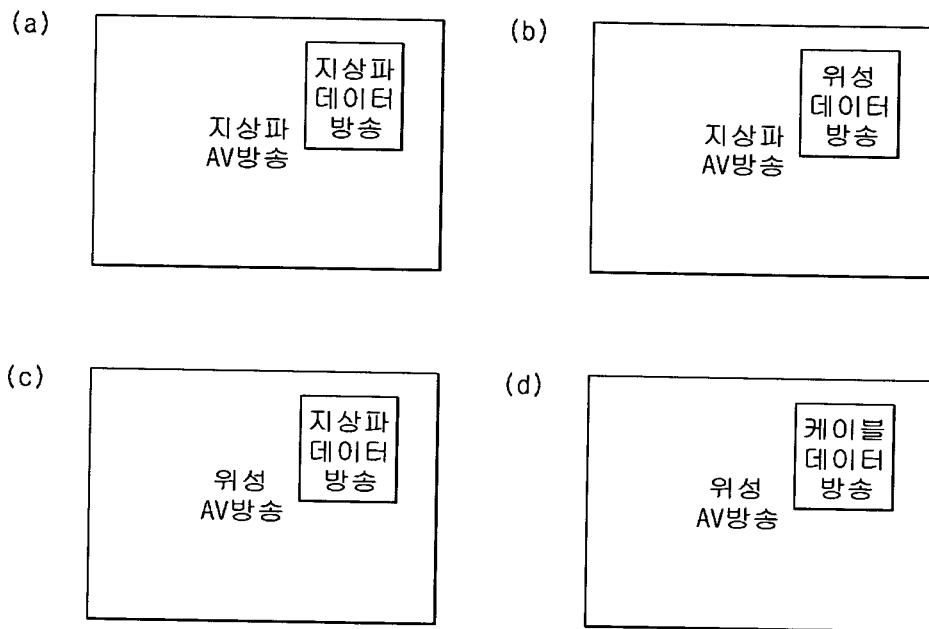 (a)
지상파
데이터
방송
지상파
AV방송
(b)
위성
데이터
방송
지상파
AV방송
(c)
지상파
데이터
방송
위성
AV방송
(d)
케이블
데이터
방송
위성
AV방송